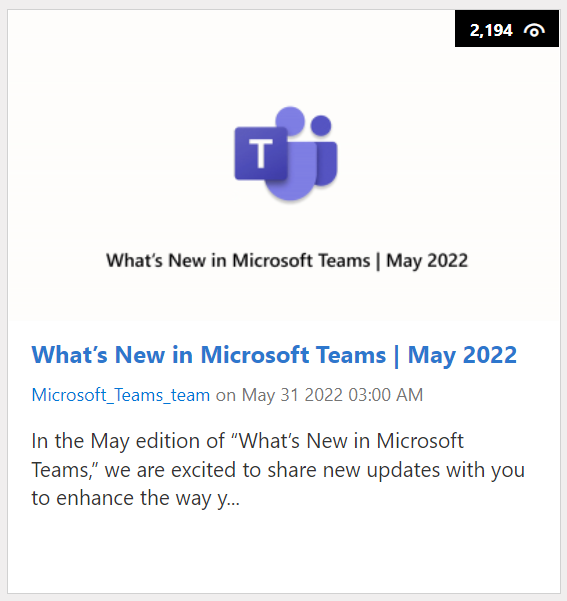 2,194
T
What's New in Microsoft Teams | May 2022
What's New in Microsoft Teams | May 2022
Microsoft_Teams_team on May 31 2022 03:00 AM
In the May edition of “What's New in Microsoft
Teams,” we are excited to share new updates with you
to enhance the way y...